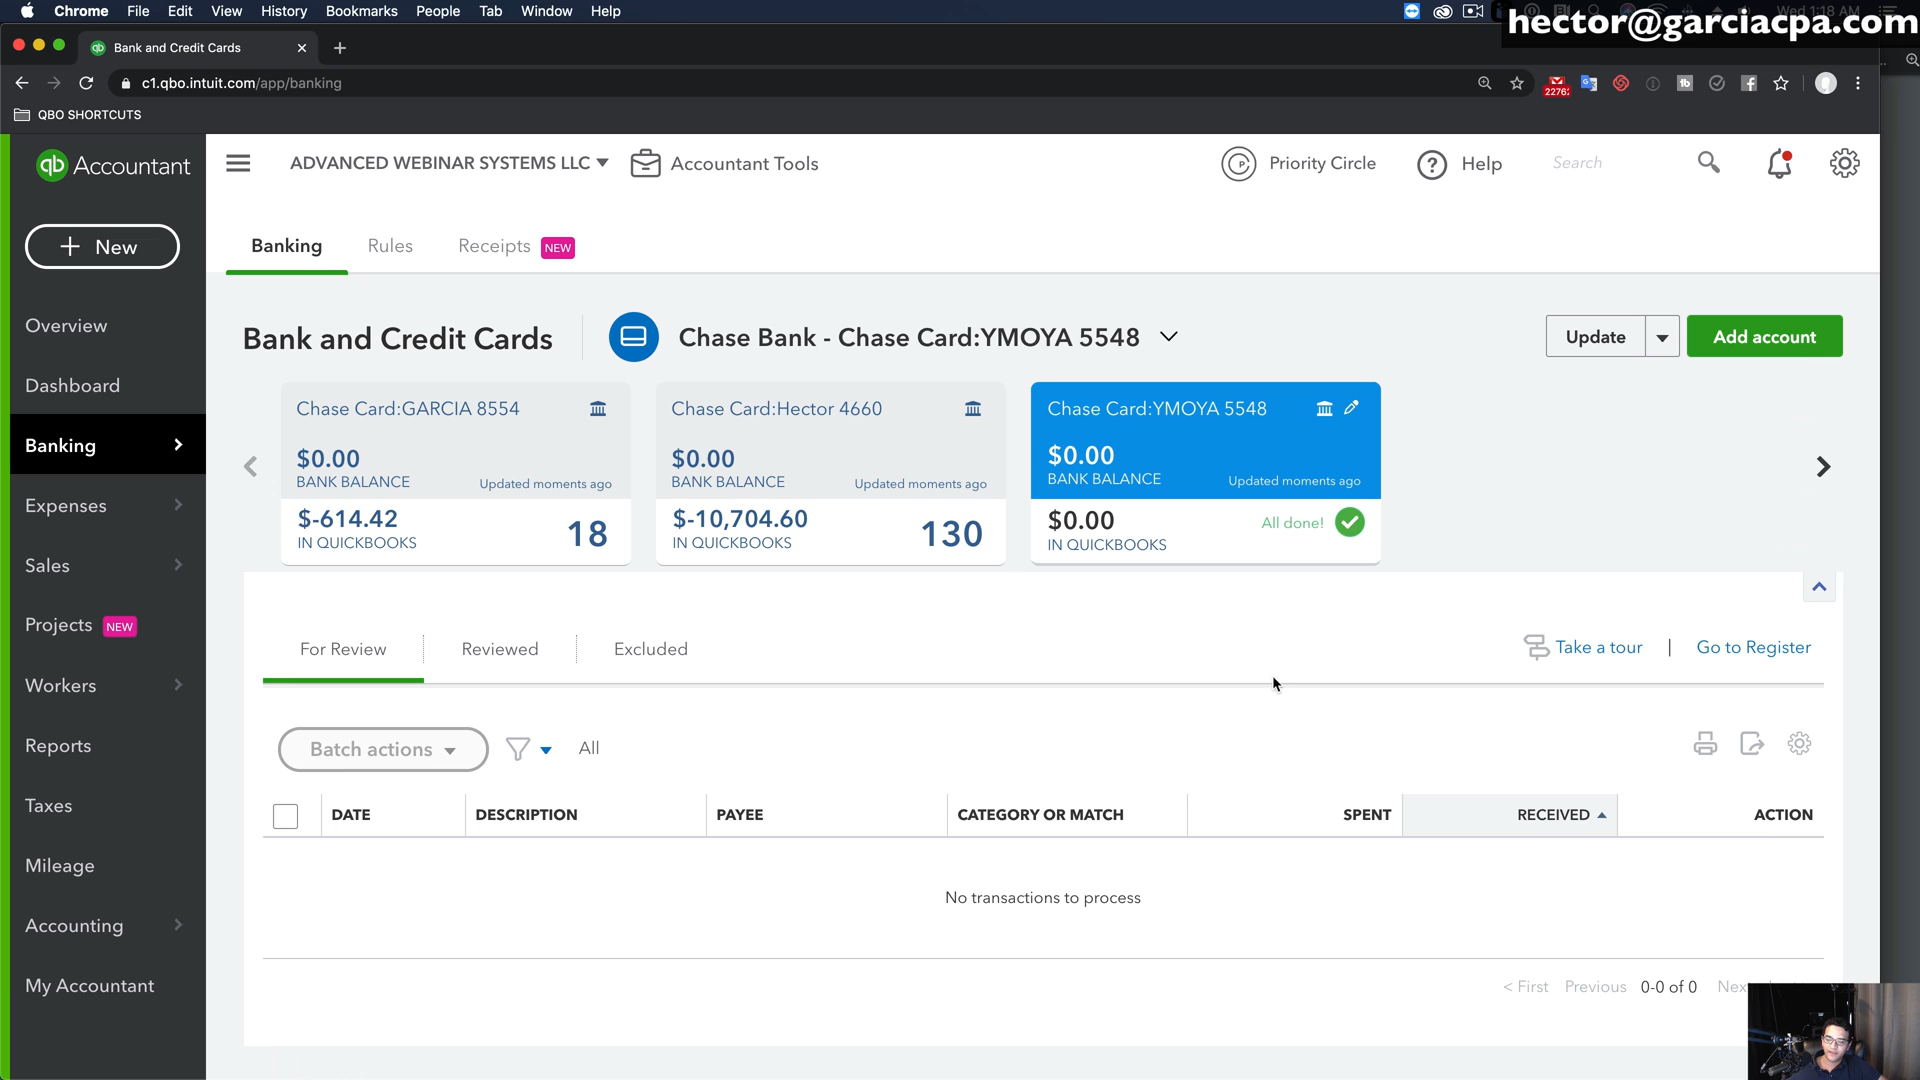 Chrome File Edit View History Bookmarks People Tab Window Help
Wed 1:18 AM
hector@garciacpa.com
Bank and Credit Cards
c1.qbo.intuit.com/app/banking
2276
QBO SHORTCUTS
qb Accountant
ADVANCED WEBINAR SYSTEMS LLC
Accountant Tools
Priority Circle
Help
Search
+ New
Banking
Rules
Receipts NEW
Overview
Dashboard
Banking
Expenses
Sales
Projects NEW
Workers
Reports
Taxes
Mileage
Accounting
My Accountant
Bank and Credit Cards
Chase Bank - Chase Card:YMOYA 5548
Update
Add account
Chase Card:GARCIA 8554
$0.00
BANK BALANCE
Updated moments ago
$-614.42
IN QUICKBOOKS
18
Chase Card:Hector 4660
$0.00
BANK BALANCE
Updated moments ago
$-10,704.60
IN QUICKBOOKS
130
Chase Card:YMOYA 5548
$0.00
BANK BALANCE
Updated moments ago
$0.00
IN QUICKBOOKS
All done!
For Review
Reviewed
Excluded
Take a tour | Go to Register
Batch actions
All
DATE
DESCRIPTION
PAYEE
CATEGORY OR MATCH
SPENT
RECEIVED
ACTION
No transactions to process
< First Previous 0-0 of 0